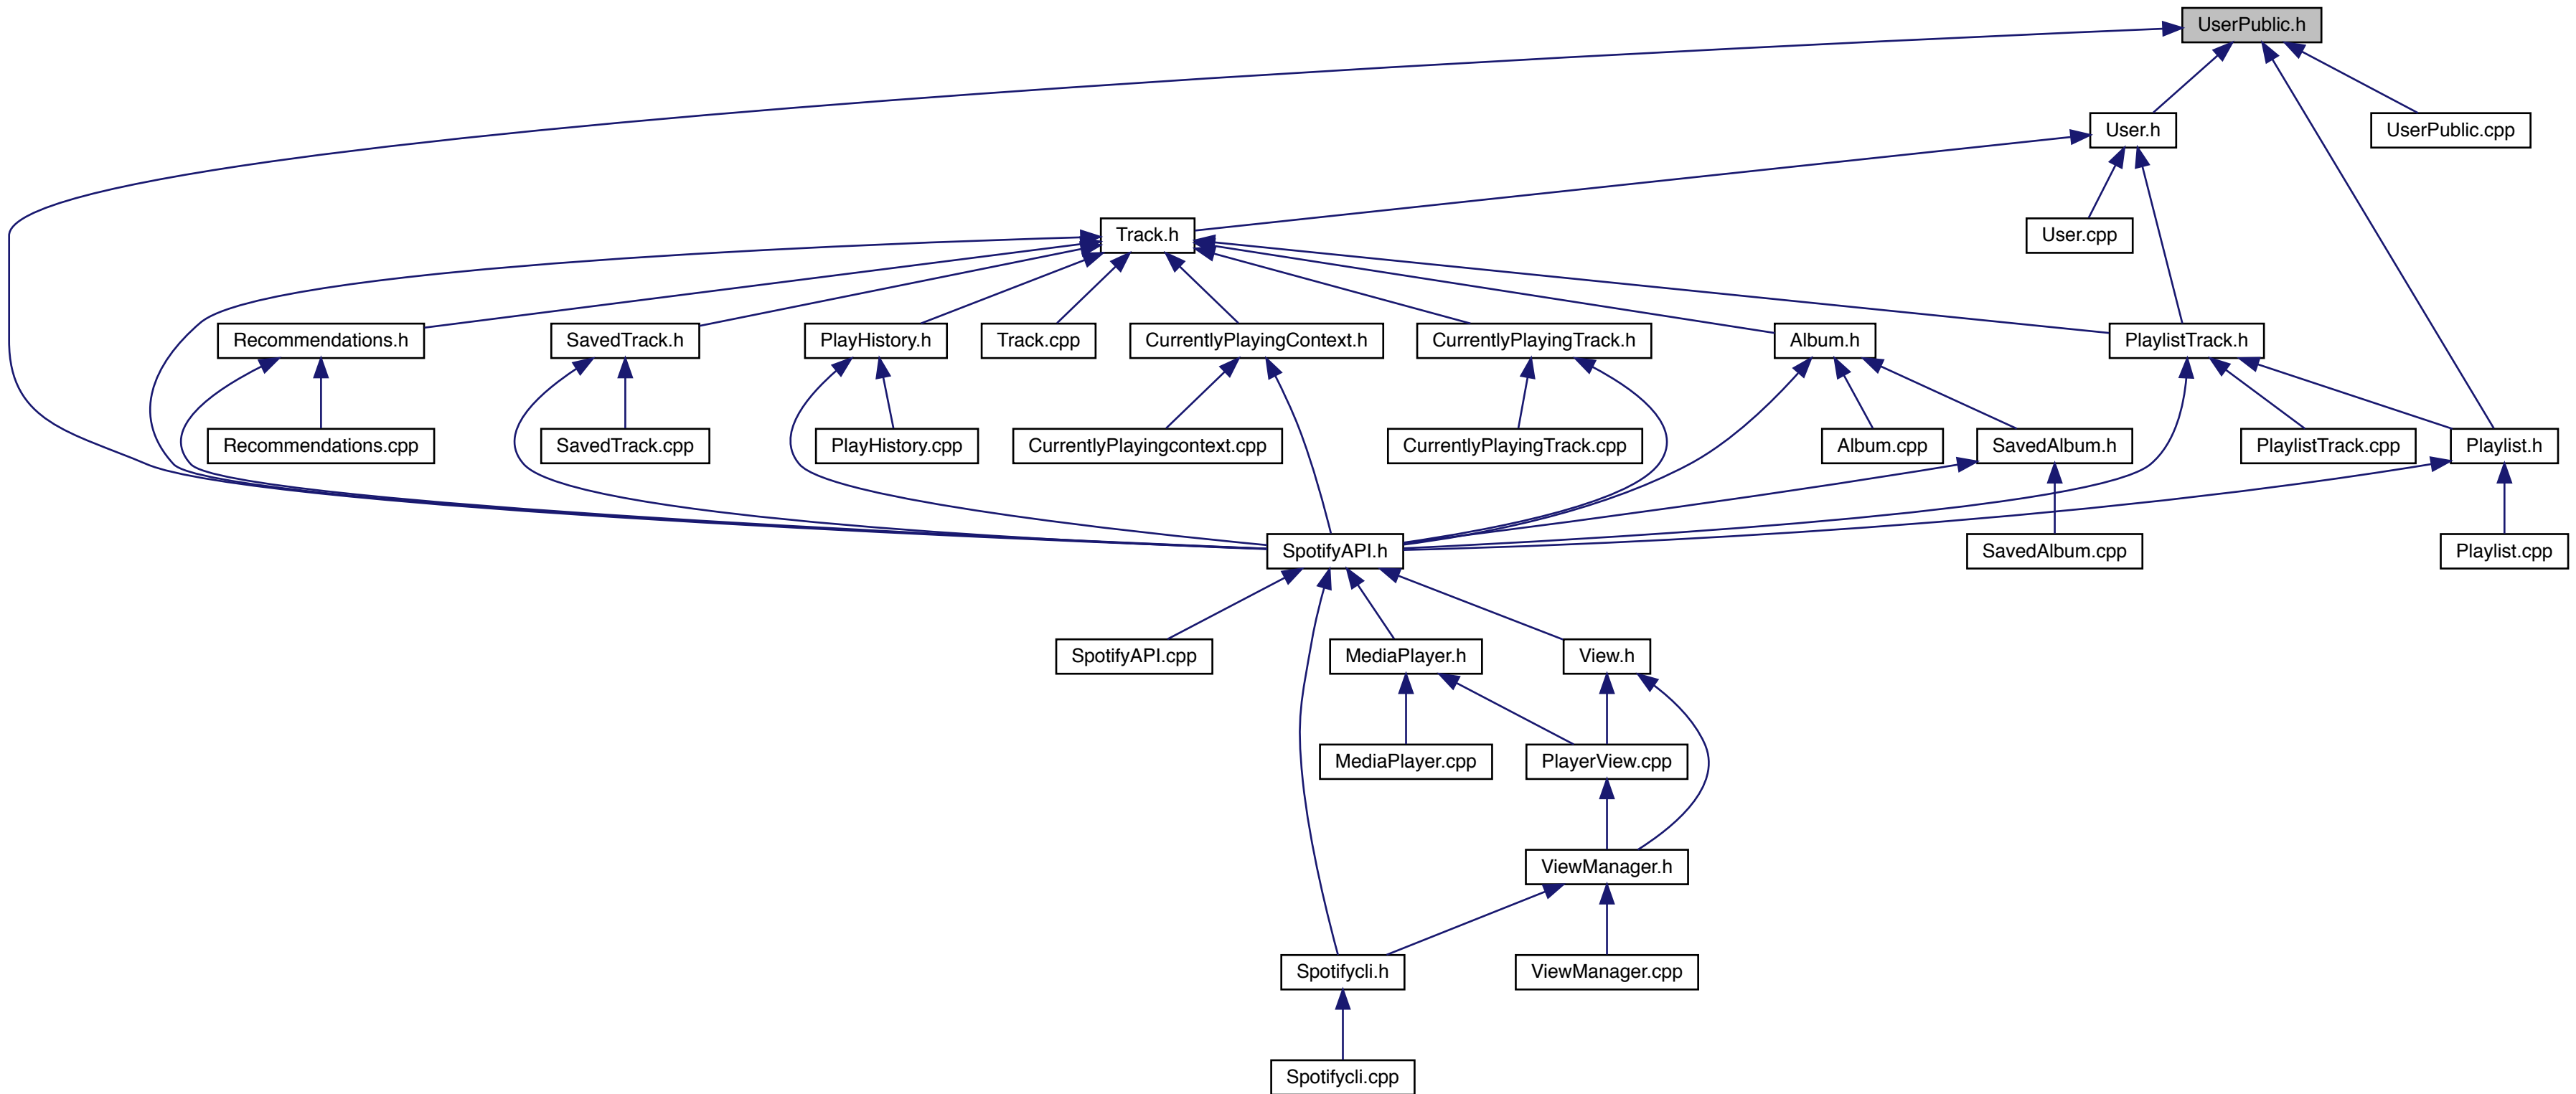 UserPublic.h
User.h
UserPublic.cpp
Track.h
User.cpp
Recommendations.h
SavedTrack.h
PlayHistory.h
Track.cpp
CurrentlyPlayingContext.h
CurrentlyPlayingTrack.h
Album.h
PlaylistTrack.h
Recommendations.cpp
SavedTrack.cpp
PlayHistory.cpp
CurrentlyPlayingcontext.cpp
CurrentlyPlayingTrack.cpp
Album.cpp
SavedAlbum.h
PlaylistTrack.cpp
Playlist.h
SpotifyAPI.h
SavedAlbum.cpp
Playlist.cpp
SpotifyAPI.cpp
MediaPlayer.h
View.h
MediaPlayer.cpp
PlayerView.cpp
ViewManager.h
Spotifycli.h
ViewManager.cpp
Spotifycli.cpp